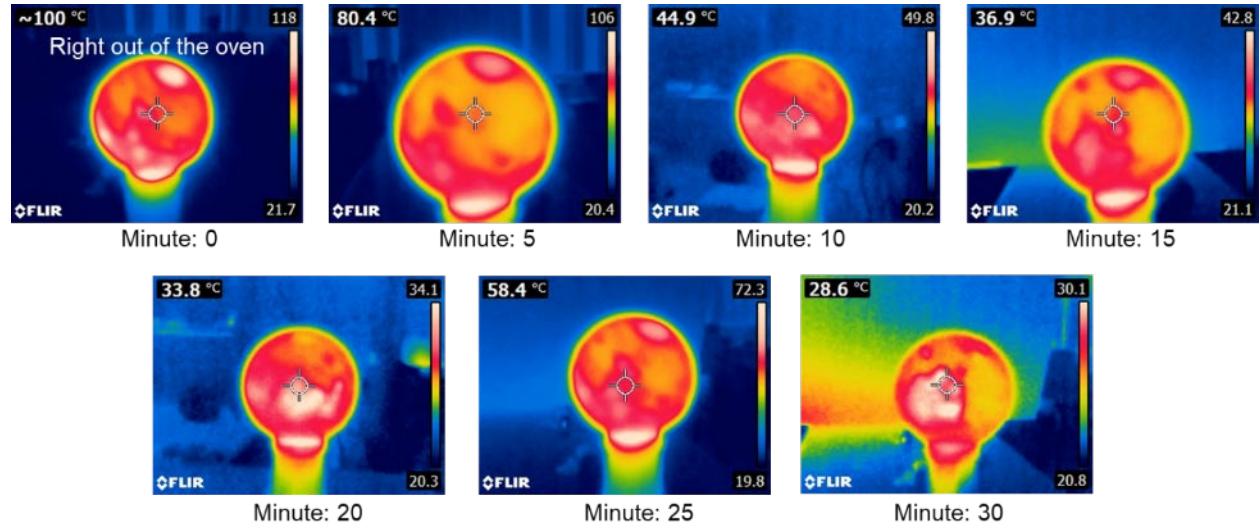 ~100 °C
118
Right out of the oven
21.7
FLIR
Minute: 0
80.4 °C
106
20.4
FLIR
Minute: 5
44.9 °C
49.8
20.2
FLIR
Minute: 10
36.9 °C
42.8
21.1
FLIR
Minute: 15
33.8 °C
34.1
20.3
FLIR
Minute: 20
58.4 °C
72.3
19.8
FLIR
Minute: 25
28.6 °C
30.1
20.8
FLIR
Minute: 30